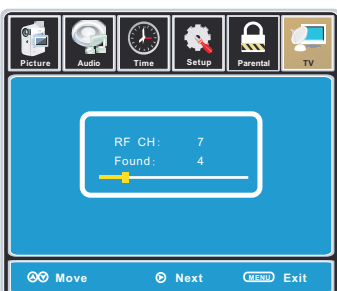 Picture Audio Time Setup Parental TV
RF CH: 7
Found: 4
Move Next MENU Exit